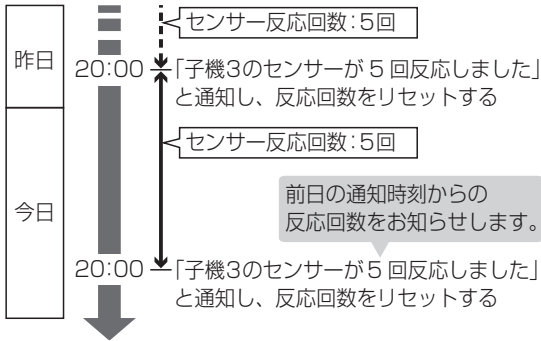 センサー反応回数：5回
昨日
20:00
「子機3のセンサーが 5 回反応しました」
と通知し、反応回数をリセットする
センサー反応回数：5回
今日
前日の通知時刻からの
反応回数をお知らせします。
20:00
「子機3のセンサーが 5 回反応しました」
と通知し、反応回数をリセットする